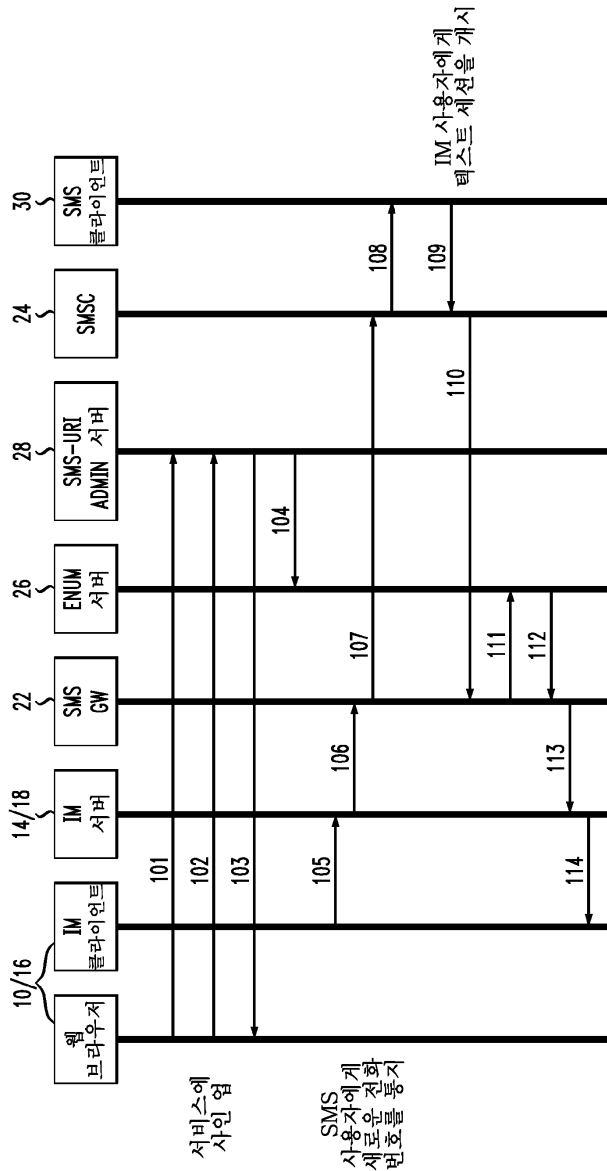 10/16
14/18
22
26
28
24
30
웹
브라우저
IM
클라이언트
IM
서버
SMS
GW
ENUM
서버
SMS-URI
ADMIN 서버
SMSC
SMS
클라이언트
서비스에
사인 업
101
102
103
104
SMS
사용자에게
새로운 전화
번호를 통지
105
106
107
108
109
IM 사용자에게
텍스트 세션을 개시
110
111
112
113
114